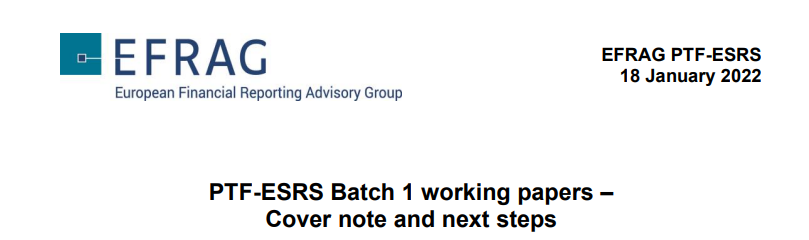 EFRAG
European Financial Reporting Advisory Group
EFRAG PTF-ESRS
18 January 2022
PTF-ESRS Batch 1 working papers –
Cover note and next steps